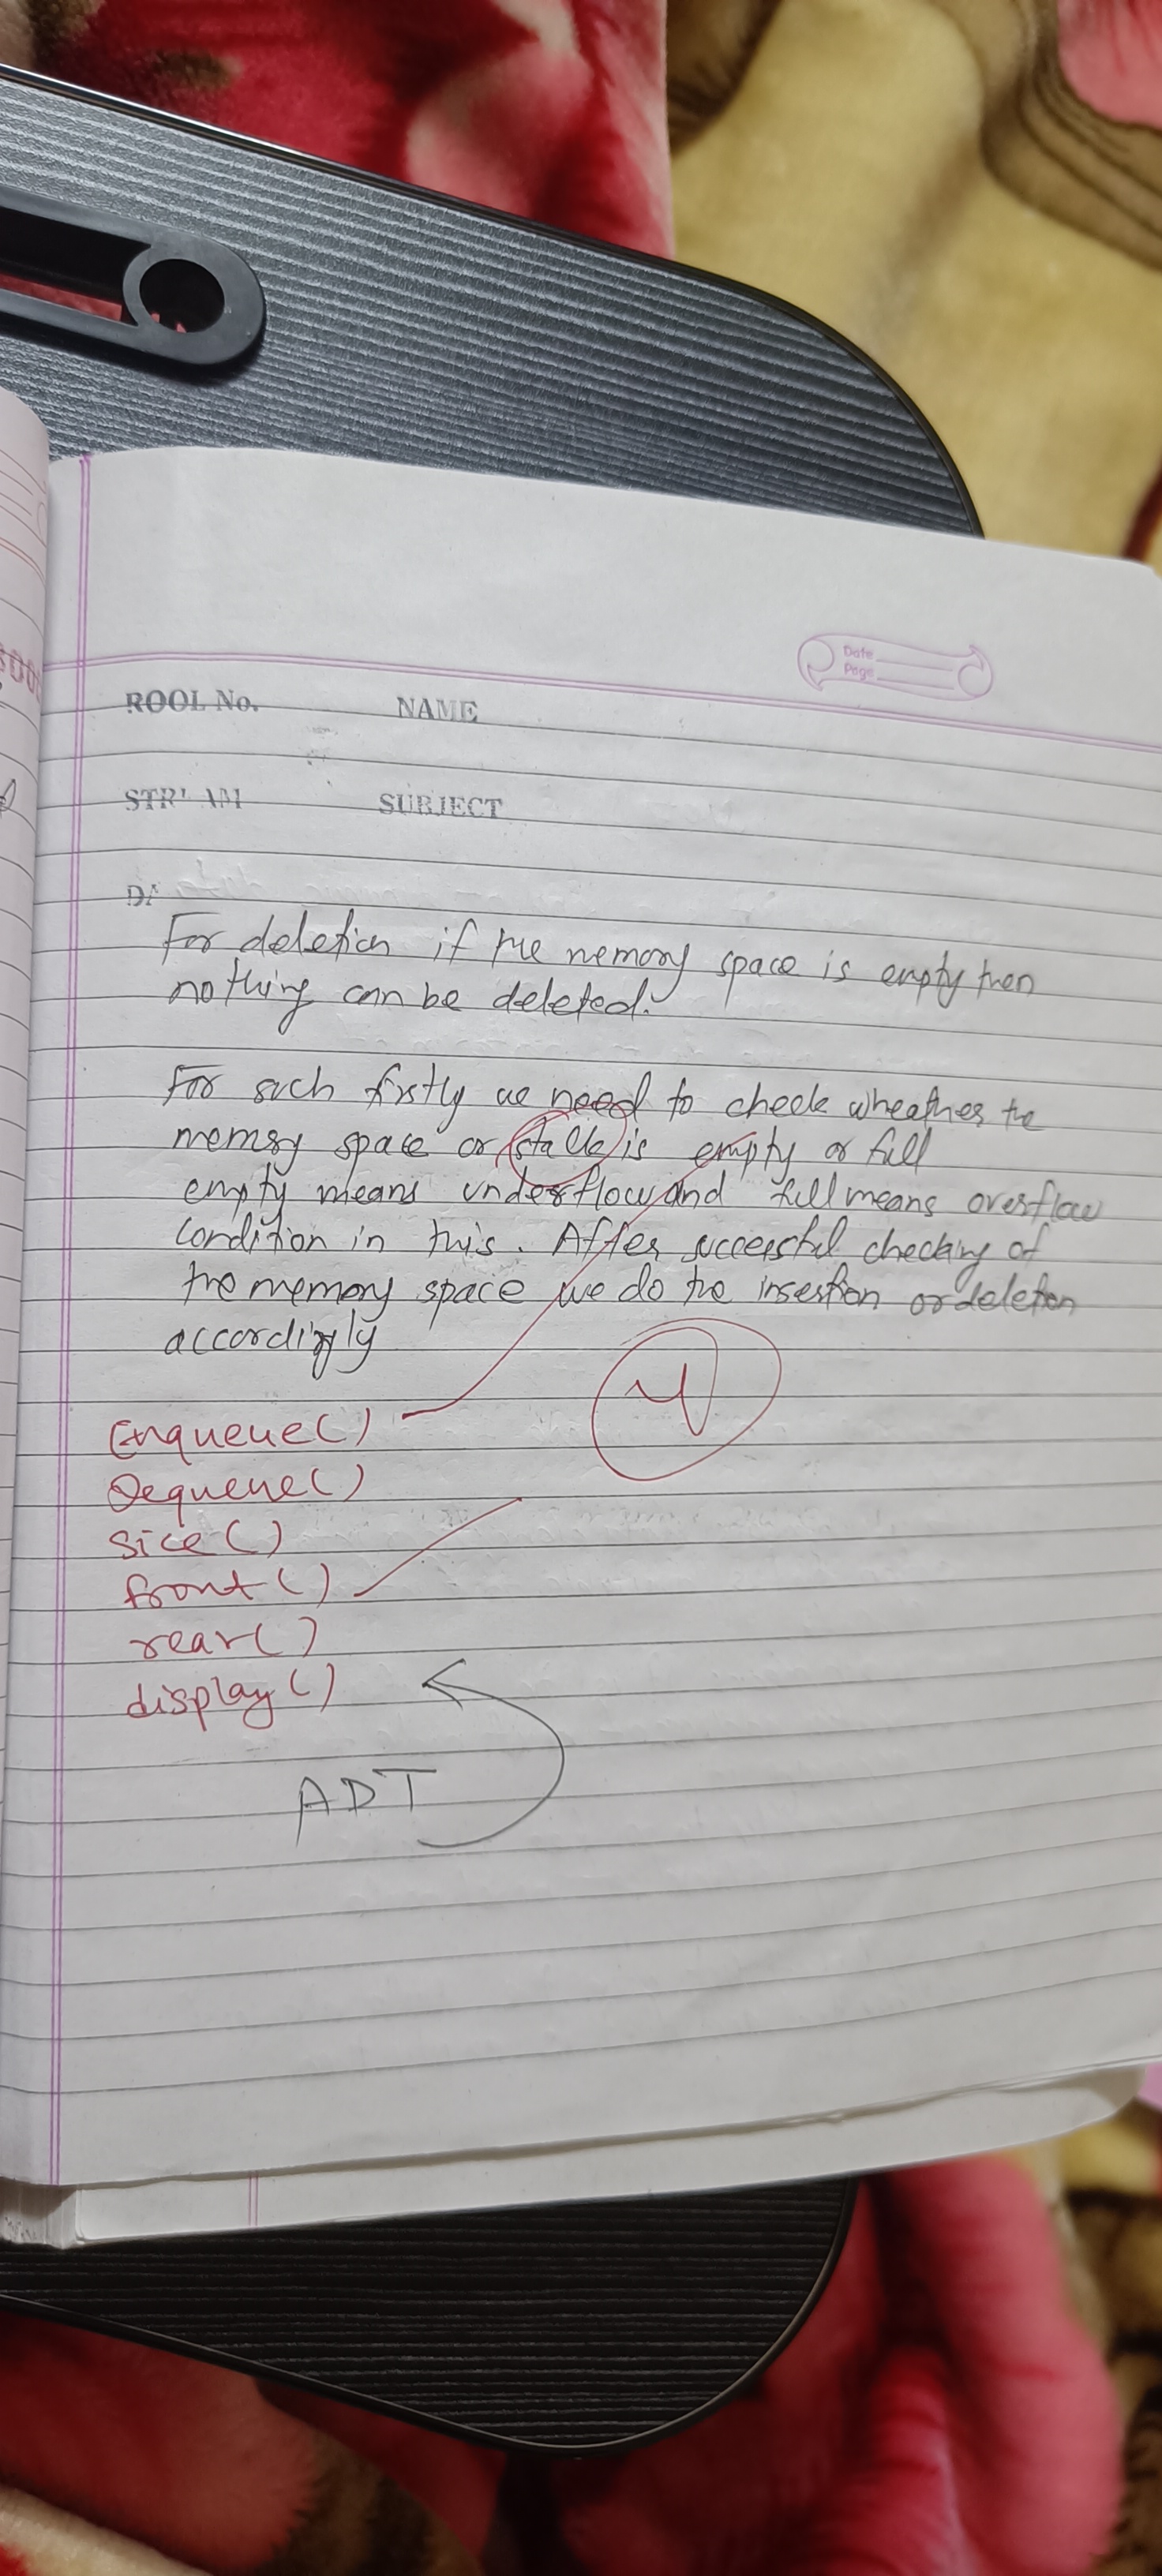 Date
Page
ROOL No. NAME
STR AM SUBJECT
DA
For deletion if the memory space is empty then
nothing can be deleted.
For such firstly we need to check wheather the
memory space or stack is empty or full
empty means underflow and full means overflow
condition in this. After successful checking of
the memory space we do the insertion or deletion
accordingly
4
Enqueue()
Dequeue()
size()
front()
rear()
display()
ADT